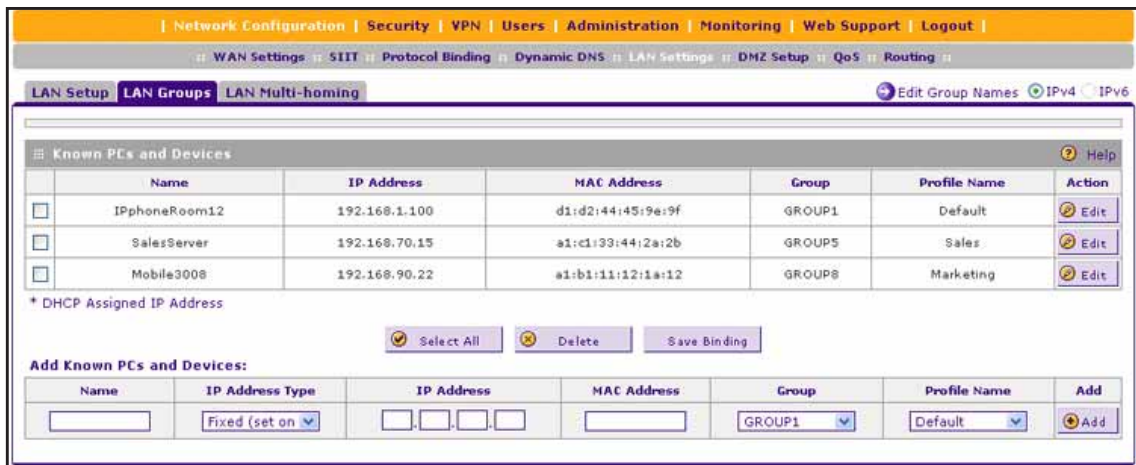 | Network Configuration | Security | VPN | Users | Administration | Monitoring | Web Support | Logout |
:: WAN Settings :: SIIT :: Protocol Binding :: Dynamic DNS :: LAN Settings :: DMZ Setup :: QoS :: Routing ::
LAN Setup LAN Groups LAN Multi-homing Edit Group Names IPv4 IPv6
Known PCs and Devices Help
Name IP Address MAC Address Group Profile Name Action
IPphoneRoom12 192.168.1.100 d1:d2:44:45:9e:9f GROUP1 Default Edit
SalesServer 192.168.70.15 a1:c1:33:44:2a:2b GROUP5 Sales Edit
Mobile3008 192.168.90.22 a1:b1:11:12:1a:12 GROUP8 Marketing Edit
* DHCP Assigned IP Address
Select All Delete Save Binding
Add Known PCs and Devices:
Name IP Address Type IP Address MAC Address Group Profile Name Add
Fixed (set on . . . GROUP1 Default Add